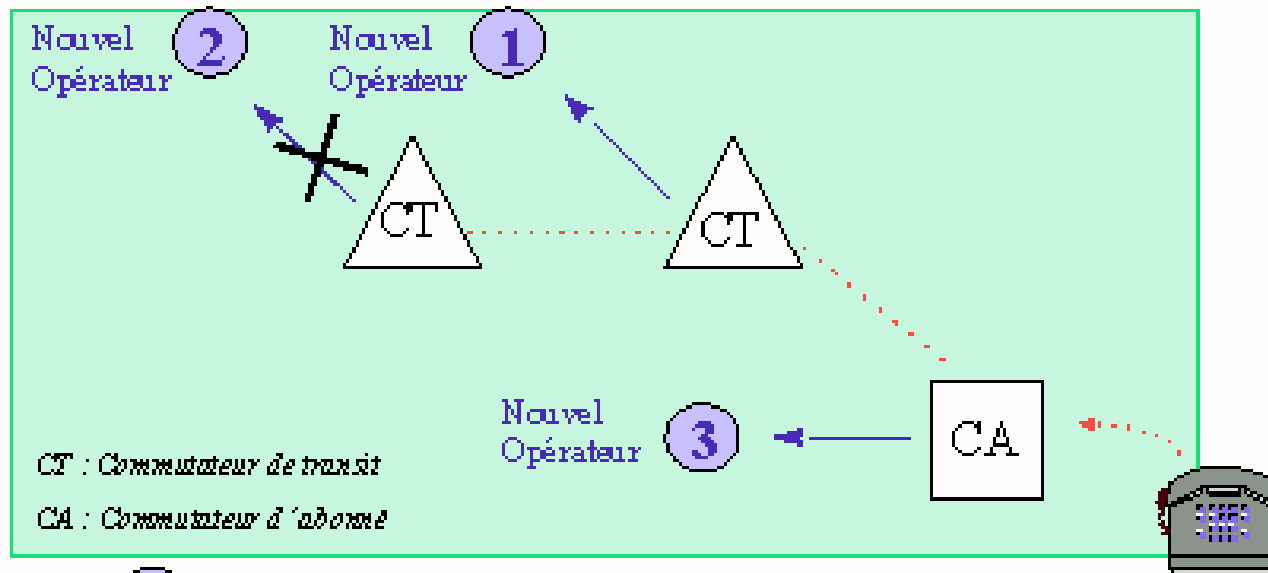 Nouvel
Opérateur
2
Nouvel
Opérateur
1
CT
CT
Nouvel
Opérateur
3
CA
CT : Commutateur de transit
CA : Commutateur d'abonné